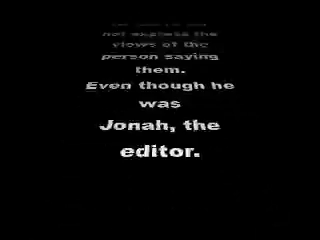 not express the
views of the
person saying
them.
Even though he
was
Jonah, the
editor.